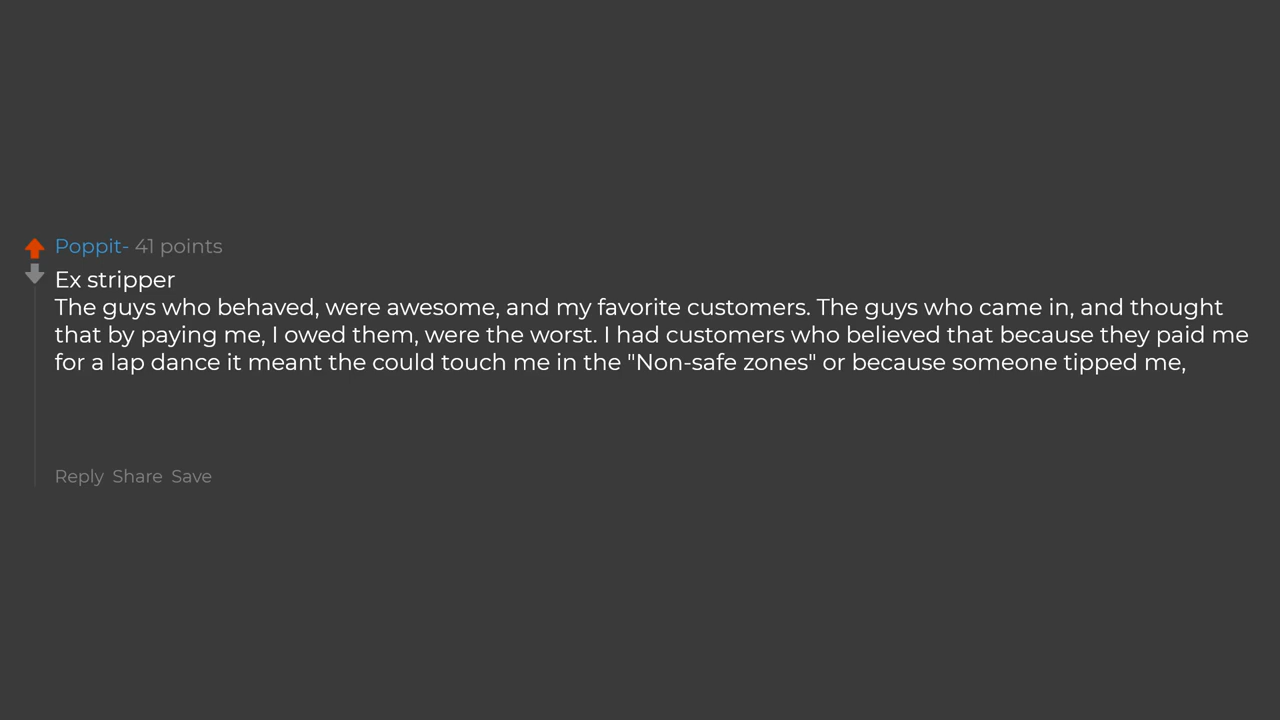 Poppit- 41 points
Ex stripper
The guys who behaved, were awesome, and my favorite customers. The guys who came in, and thought
that by paying me, I owed them, were the worst. I had customers who believed that because they paid me
for a lap dance it meant the could touch me in the "Non-safe zones" or because someone tipped me,
Reply Share Save